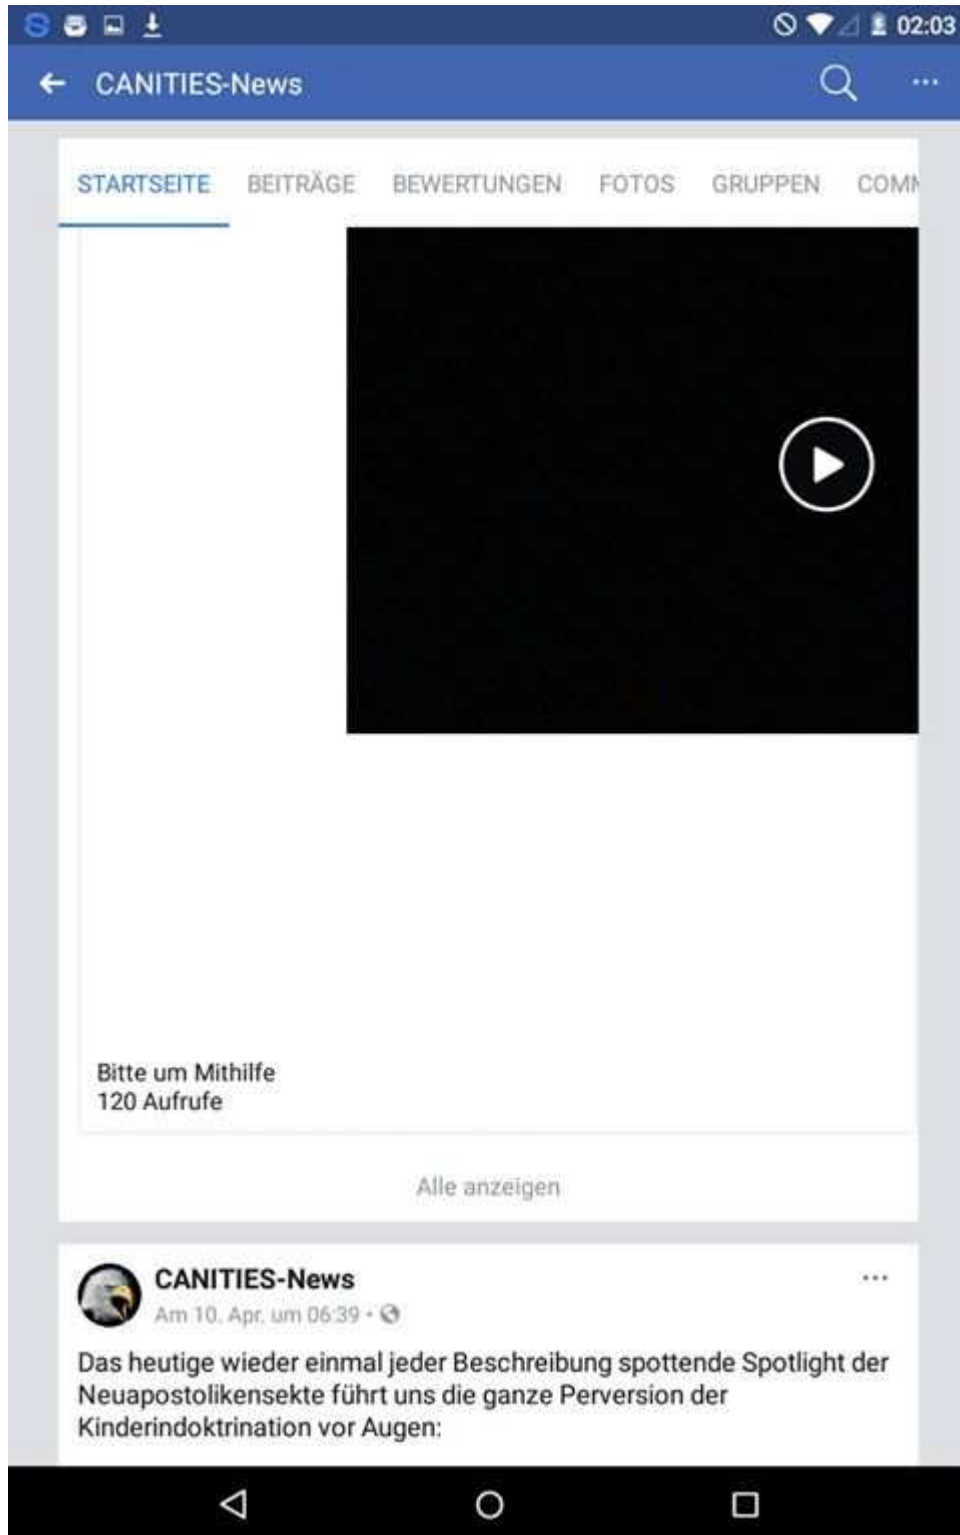 02:03
CANITIES-News
STARTSEITE BEITRÄGE BEWERTUNGEN FOTOS GRUPPEN COMM
Bitte um Mithilfe
120 Aufrufe
Alle anzeigen
CANITIES-News
Am 10. Apr. um 06:39 •
Das heutige wieder einmal jeder Beschreibung spottende Spotlight der
Neuapostolikensekte führt uns die ganze Perversion der
Kinderindoktrination vor Augen: